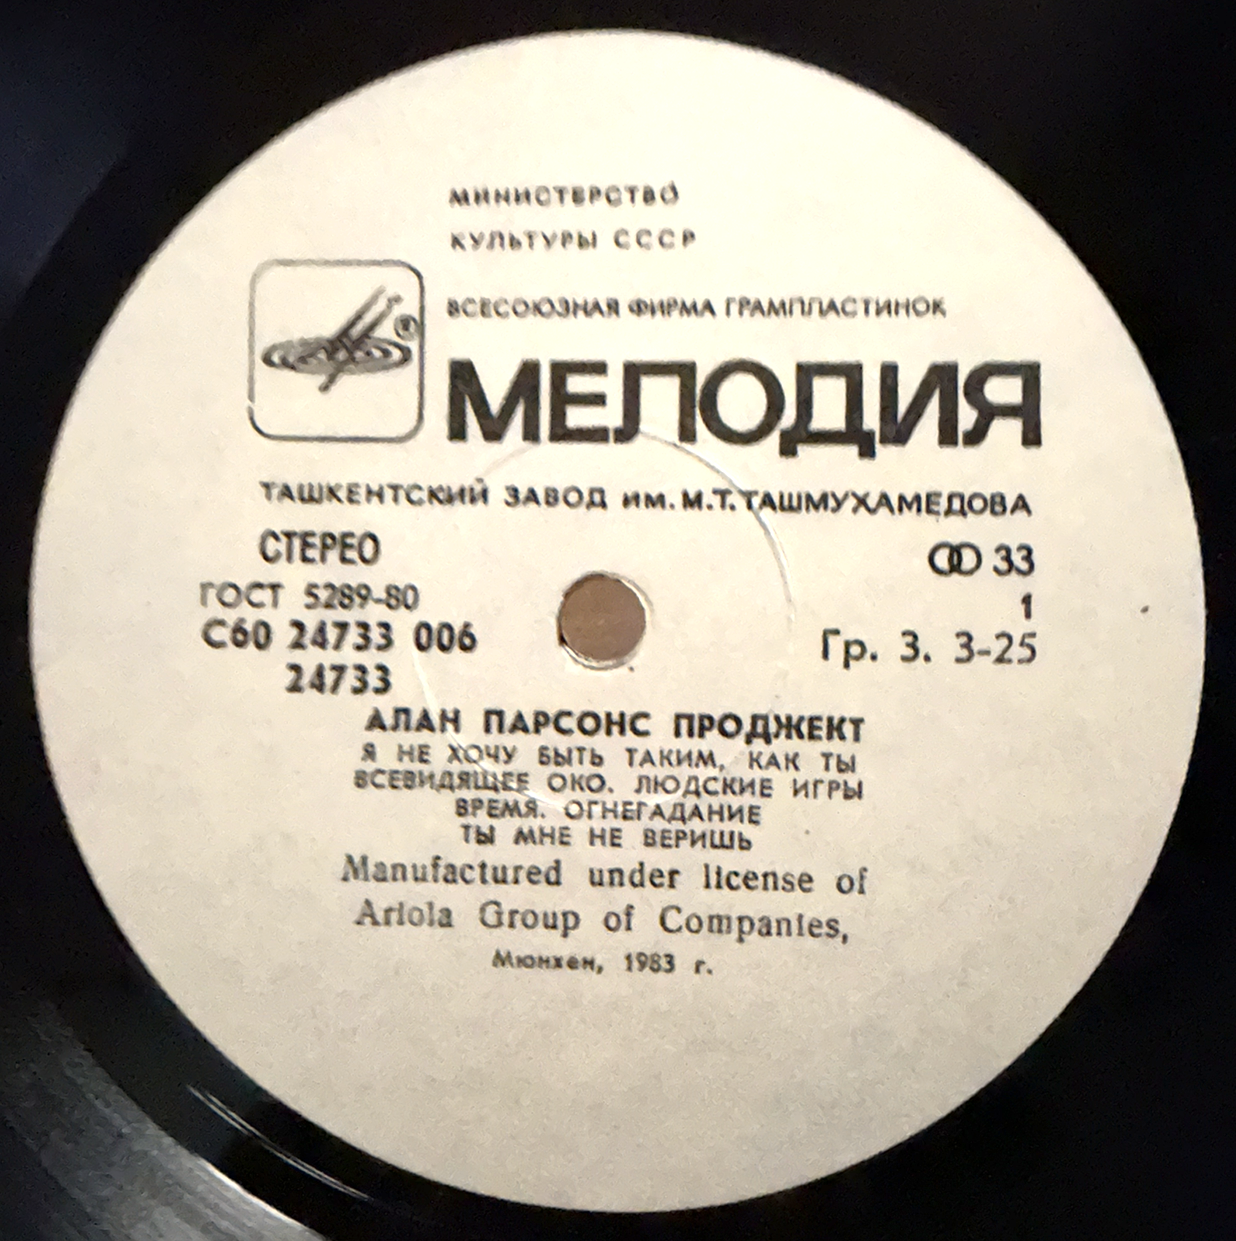 МИНИСТЕРСТВО
КУЛЬТУРЫ СССР
ВСЕСОЮЗНАЯ ФИРМА ГРАМПЛАСТИНОК
®
МЕЛОДИЯ
ТАШКЕНТСКИЙ ЗАВОД им. М.Т.ТАШМУХАМЕДОВА
СТЕРЕО
33
ГОСТ 5289-80
1
С60 24733 006
Гр. 3. 3-25
24733
АЛАН ПАРСОНС ПРОДЖЕКТ
Я НЕ ХОЧУ БЫТЬ ТАКИМ, КАК ТЫ
ВСЕВИДЯЩЕЕ ОКО. ЛЮДСКИЕ ИГРЫ
ВРЕМЯ. ОГНЕГАДАНИЕ
ТЫ МНЕ НЕ ВЕРИШЬ
Manufactured under license of
Ariola Group of Companies,
Мюнхен, 1983 г.